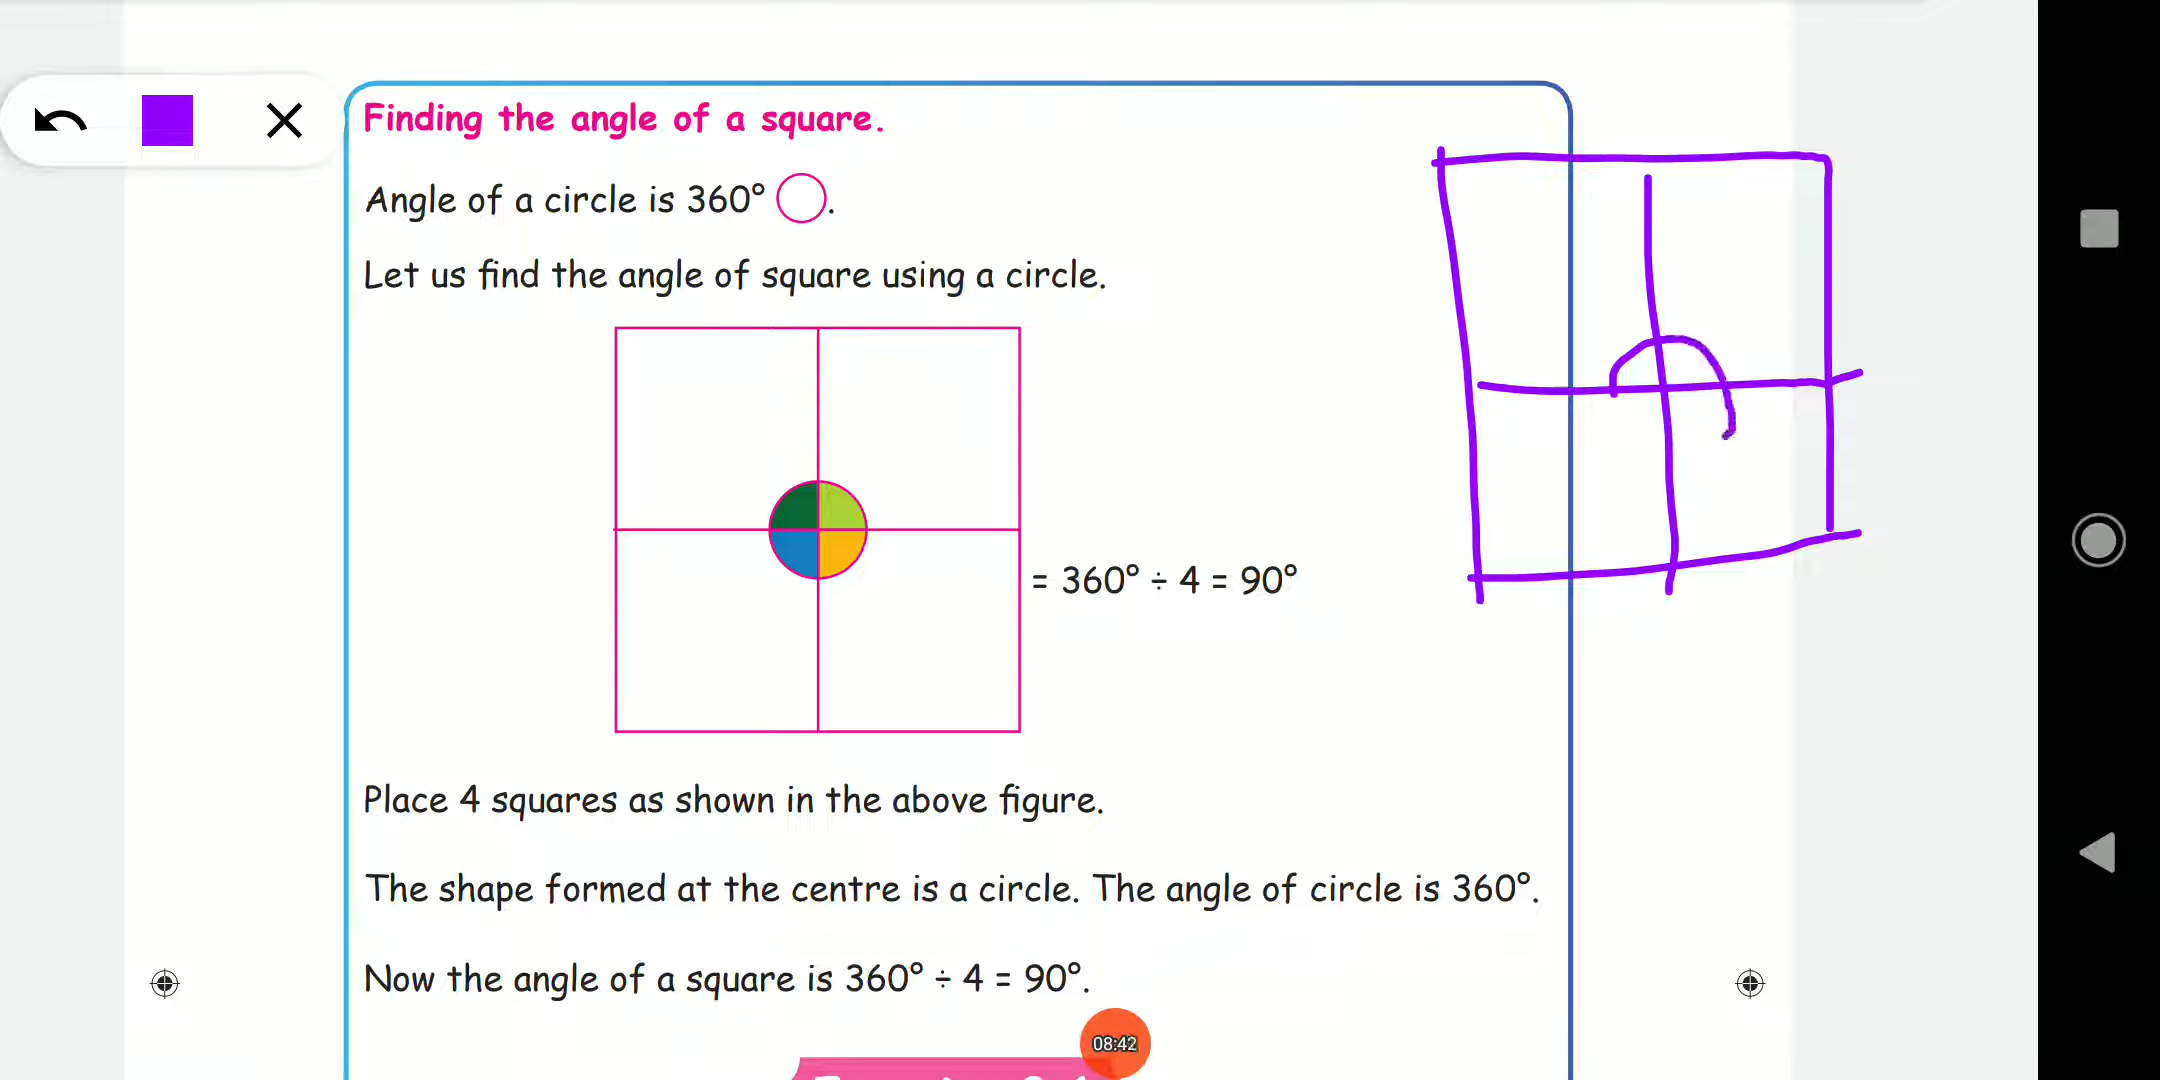 Finding the angle of a square.
Angle of a circle is 360° .
Let us find the angle of square using a circle.
= 360° ÷ 4 = 90°
Place 4 squares as shown in the above figure.
The shape formed at the centre is a circle. The angle of circle is 360°.
Now the angle of a square is 360° ÷ 4 = 90°.
08:42